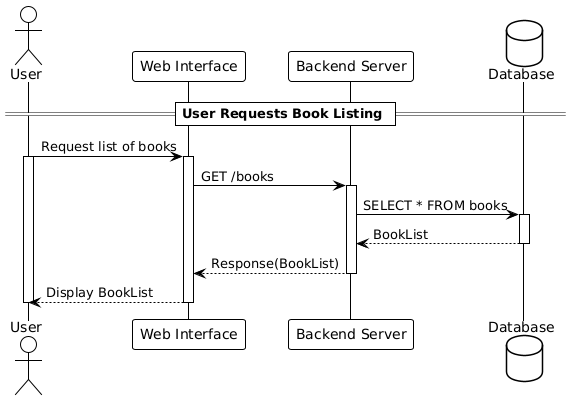 User
Web Interface
Backend Server
Database
User Requests Book Listing
Request list of books
GET /books
SELECT * FROM books
BookList
Response(BookList)
Display BookList
User
Web Interface
Backend Server
Database